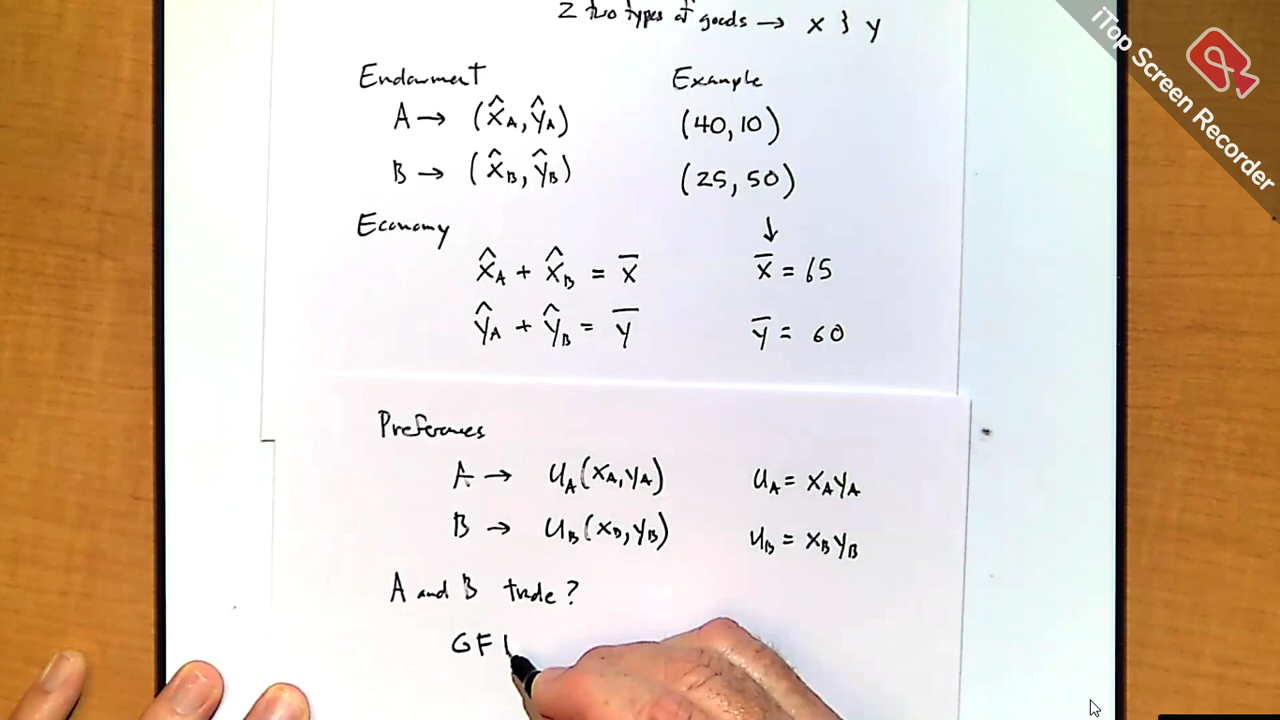 2 two types of goods → x } y
Endowment Example
A → (x̂A, ŷA) (40, 10)
B → (x̂B, ŷB) (25, 50)
Economy ↓
x̂A + x̂B = x̄ x̄ = 65
ŷA + ŷB = ȳ ȳ = 60
Preferences
A → UA(xA, yA) UA = xAyA
B → UB(xB, yB) UB = xByB
A and B trade?
GF
iTop Screen Recorder